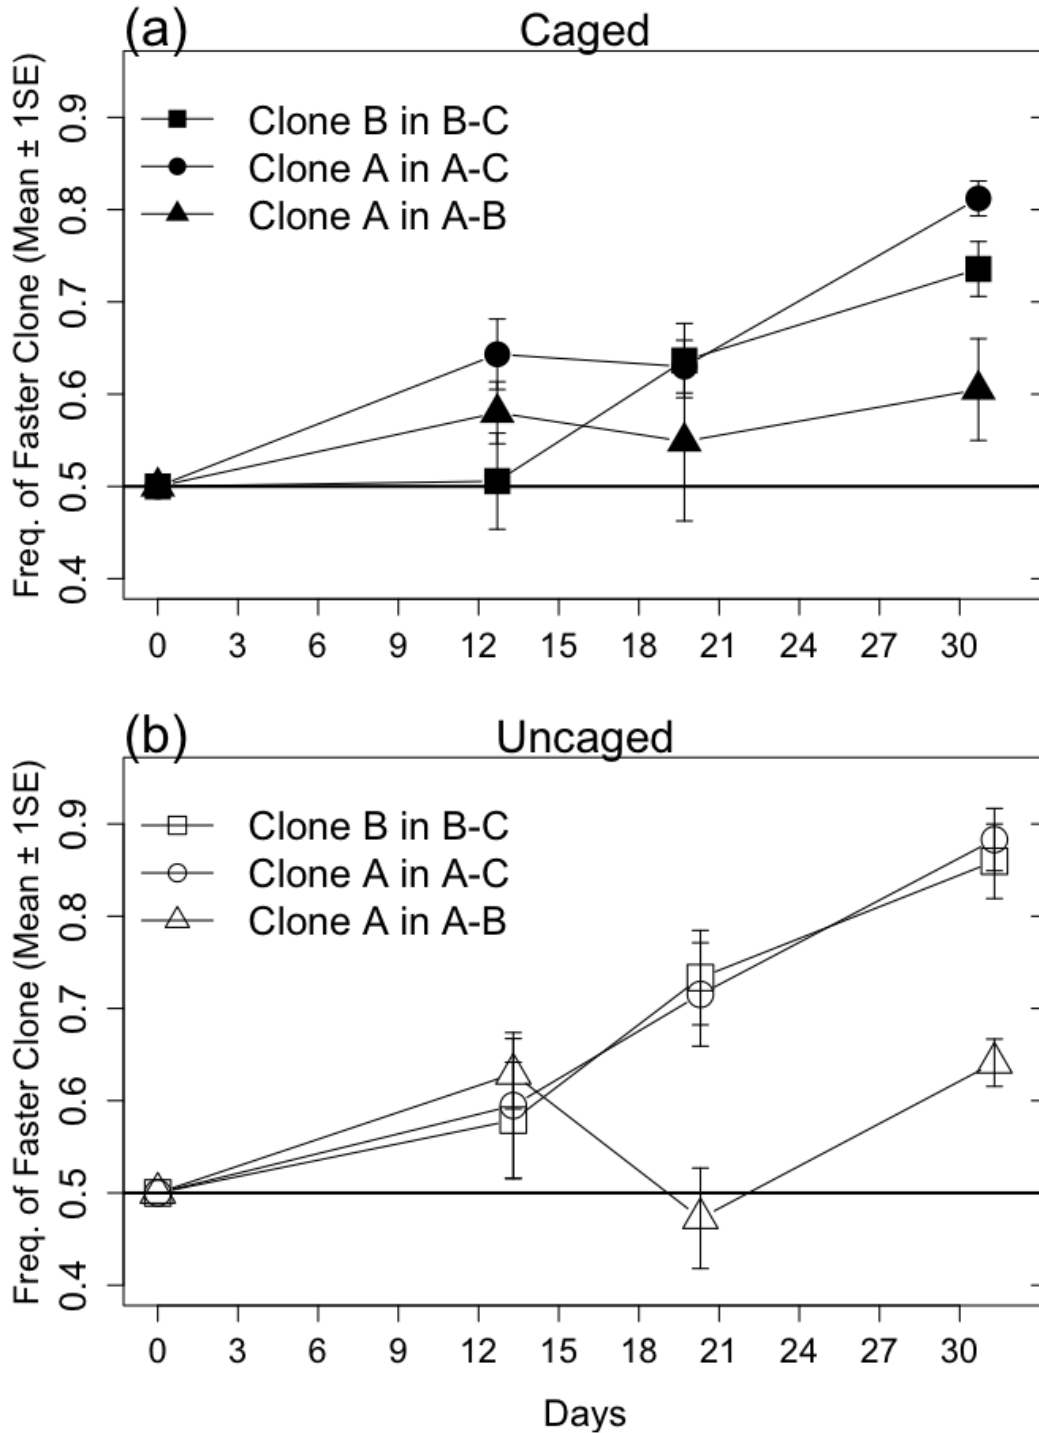 (a) Caged
Freq. of Faster Clone (Mean ± 1SE)
0.9
0.8
0.7
0.6
0.5
0.4
Clone B in B-C
Clone A in A-C
Clone A in A-B
0 3 6 9 12 15 18 21 24 27 30
(b) Uncaged
Freq. of Faster Clone (Mean ± 1SE)
0.9
0.8
0.7
0.6
0.5
0.4
Clone B in B-C
Clone A in A-C
Clone A in A-B
0 3 6 9 12 15 18 21 24 27 30
Days